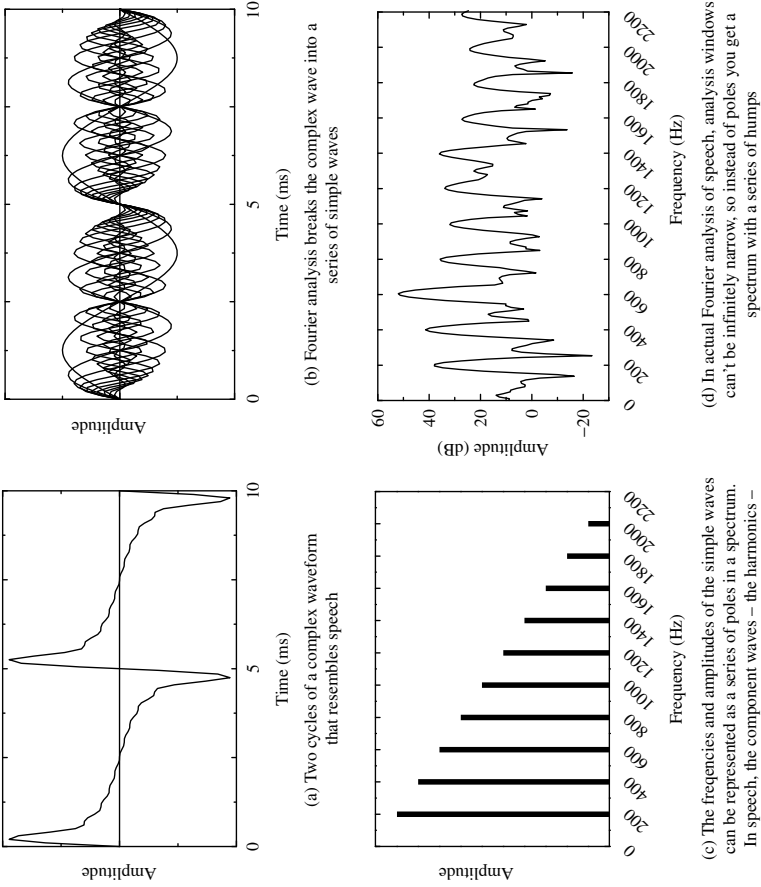 Amplitude
0 5 10
Time (ms)
(a) Two cycles of a complex waveform
that resembles speech
Amplitude
0 5 10
Time (ms)
(b) Fourier analysis breaks the complex wave into a
series of simple waves
Amplitude
0 200 400 600 800 1000 1200 1400 1600 1800 2000 2200
Frequency (Hz)
(c) The freqencies and amplitudes of the simple waves
can be represented as a series of poles in a spectrum.
In speech, the component waves – the harmonics –
Amplitude (dB)
60
40
20
0
−20
0 200 400 600 800 1000 1200 1400 1600 1800 2000 2200
Frequency (Hz)
(d) In actual Fourier analysis of speech, analysis windows
can't be infinitely narrow, so instead of poles you get a
spectrum with a series of humps